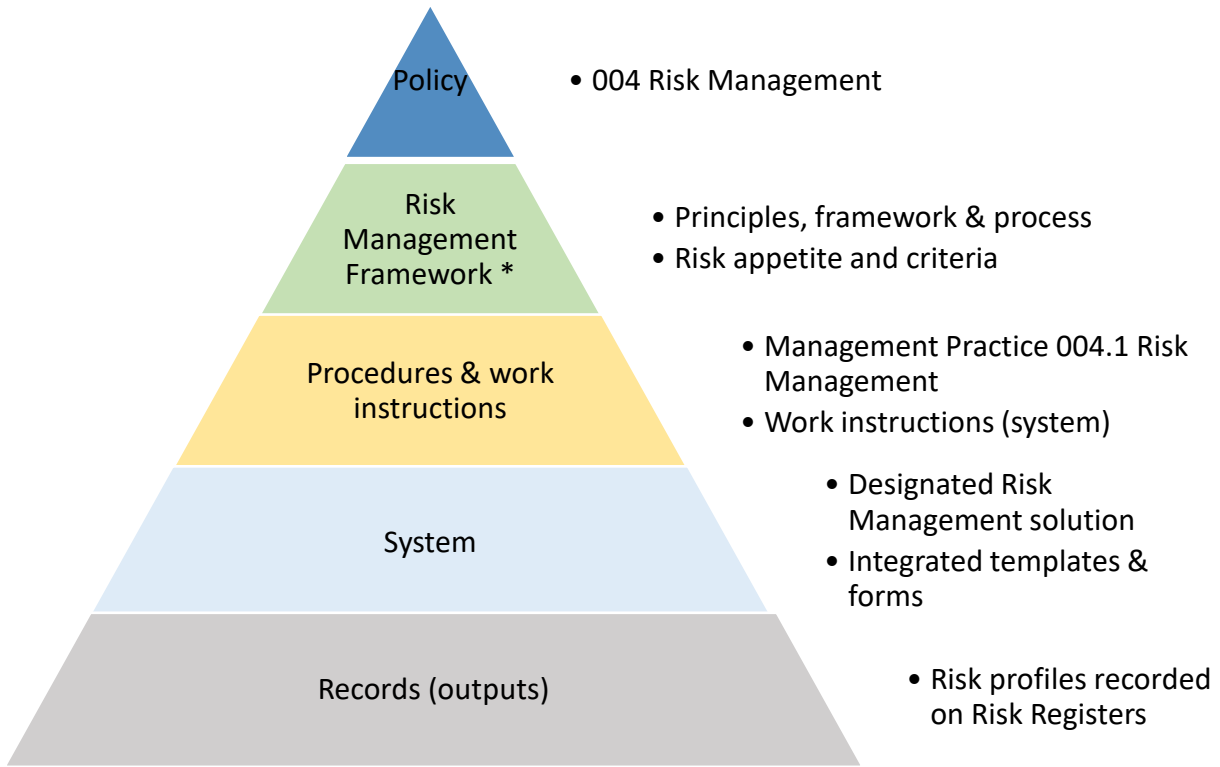 Policy
• 004 Risk Management
Risk
Management
Framework *
• Principles, framework & process
• Risk appetite and criteria
Procedures & work
instructions
• Management Practice 004.1 Risk
Management
• Work instructions (system)
System
• Designated Risk
Management solution
• Integrated templates &
forms
Records (outputs)
• Risk profiles recorded
on Risk Registers